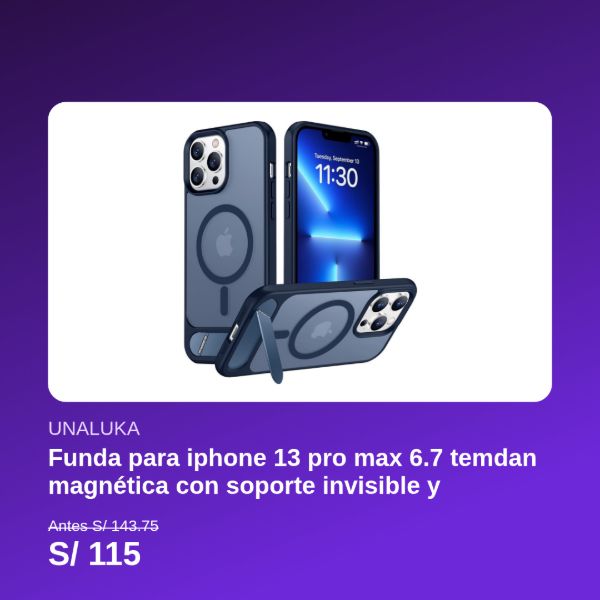 Tuesday, September 13
11:30
UNALUKA
Funda para iphone 13 pro max 6.7 temdan
magnética con soporte invisible y
Antes S/ 143.75
S/ 115